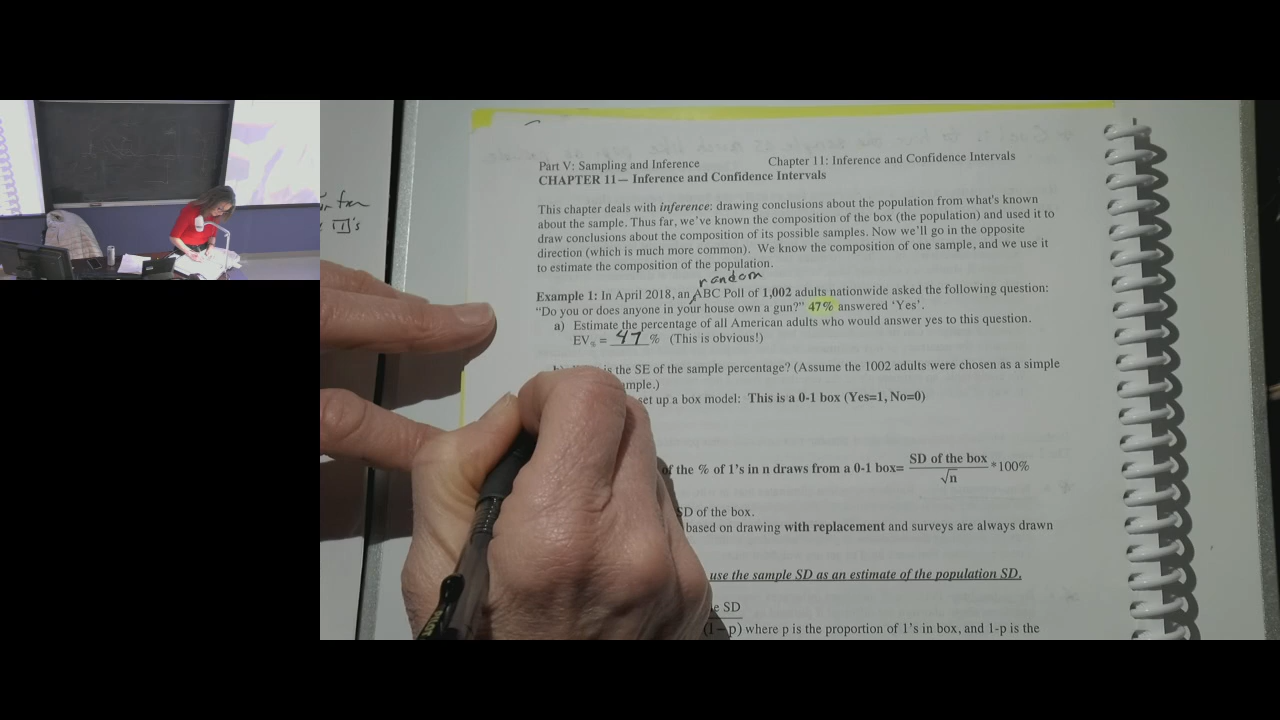 Part V: Sampling and Inference Chapter 11: Inference and Confidence Intervals
CHAPTER 11— Inference and Confidence Intervals
This chapter deals with inference: drawing conclusions about the population from what's known
about the sample. Thus far, we've known the composition of the box (the population) and used it to
draw conclusions about the composition of its possible samples. Now we'll go in the opposite
direction (which is much more common). We know the composition of one sample, and we use it
to estimate the composition of the population.
random
Example 1: In April 2018, an ABC Poll of 1,002 adults nationwide asked the following question:
"Do you or does anyone in your house own a gun?" 47% answered 'Yes'.
a) Estimate the percentage of all American adults who would answer yes to this question.
EV% = 47 % (This is obvious!)
is the SE of the sample percentage? (Assume the 1002 adults were chosen as a simple
ample.)
set up a box model: This is a 0-1 box (Yes=1, No=0)
of the % of 1's in n draws from a 0-1 box= SD of the box / √n *100%
SD of the box.
based on drawing with replacement and surveys are always drawn
use the sample SD as an estimate of the population SD.
e SD
(1 – p) where p is the proportion of 1's in box, and 1-p is the